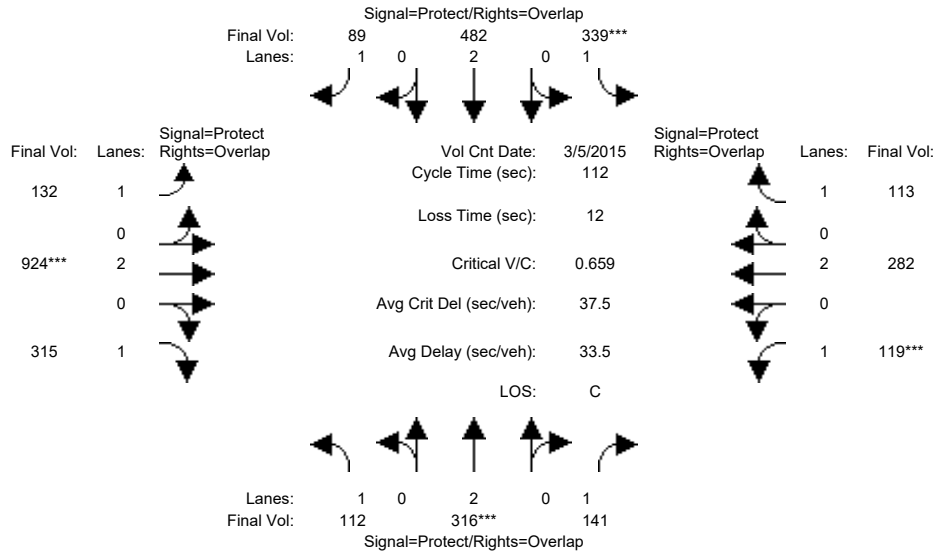 Signal=Protect/Rights=Overlap
Final Vol: 89 482 339***
Lanes: 1 0 2 0 1
Signal=Protect
Final Vol: Lanes: Rights=Overlap
Vol Cnt Date: 3/5/2015
Signal=Protect
Rights=Overlap Lanes: Final Vol:
Cycle Time (sec): 112
132 1
1 113
Loss Time (sec): 12
0
0
924*** 2
Critical V/C: 0.659
2 282
0
Avg Crit Del (sec/veh): 37.5
0
315 1
Avg Delay (sec/veh): 33.5
1 119***
LOS: C
Lanes: 1 0 2 0 1
Final Vol: 112 316*** 141
Signal=Protect/Rights=Overlap